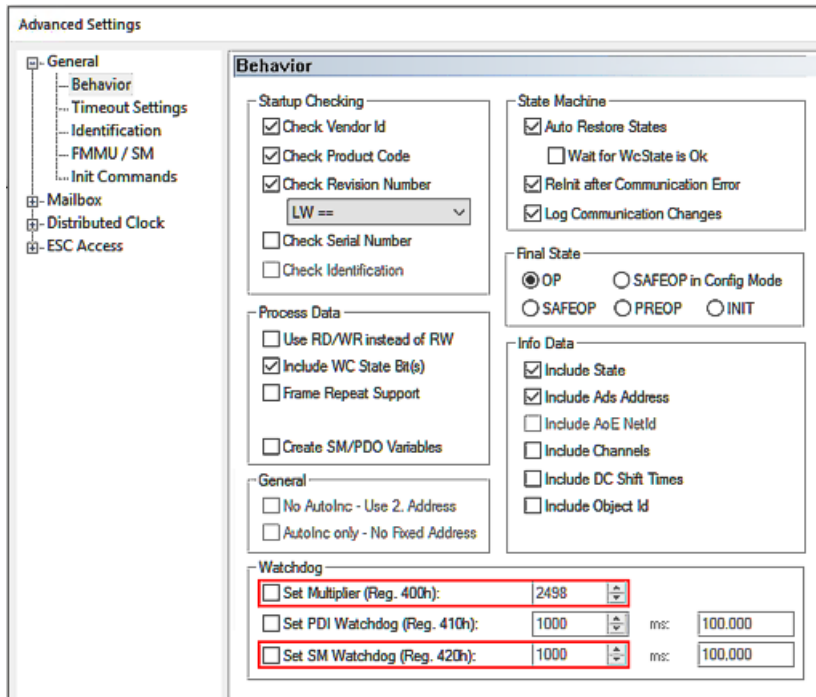 Advanced Settings
General
Behavior
Timeout Settings
Identification
FMMU / SM
Init Commands
Mailbox
Distributed Clock
ESC Access
Behavior
Startup Checking
Check Vendor Id
Check Product Code
Check Revision Number
LW ==
Check Serial Number
Check Identification
Process Data
Use RD/WR instead of RW
Include WC State Bit(s)
Frame Repeat Support
Create SM/PDO Variables
General
No AutoInc - Use 2. Address
AutoInc only - No Fixed Address
State Machine
Auto Restore States
Wait for WcState is Ok
ReInit after Communication Error
Log Communication Changes
Final State
OP SAFEOP in Config Mode
SAFEOP PREOP INIT
Info Data
Include State
Include Ads Address
Include AoE NetId
Include Channels
Include DC Shift Times
Include Object Id
Watchdog
Set Multiplier (Reg. 400h): 2498
Set PDI Watchdog (Reg. 410h): 1000 ms: 100.000
Set SM Watchdog (Reg. 420h): 1000 ms: 100.000